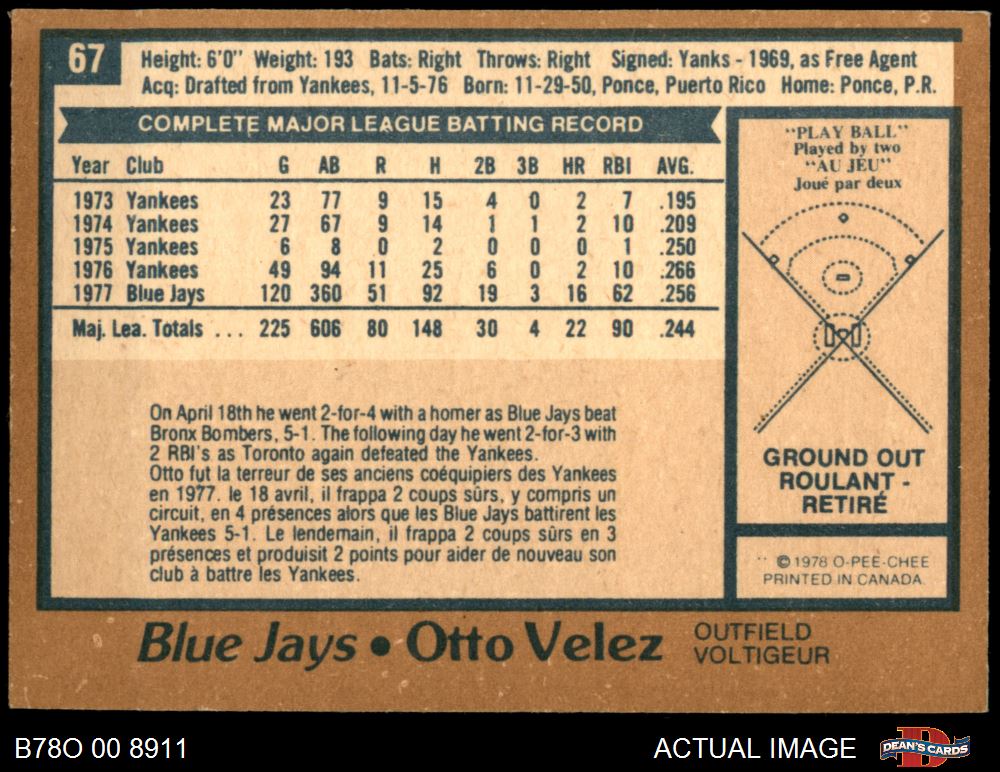 67
Height: 6'0" Weight: 193 Bats: Right Throws: Right Signed: Yanks - 1969, as Free Agent
Acq: Drafted from Yankees, 11-5-76 Born: 11-29-50, Ponce, Puerto Rico Home: Ponce, P.R.
COMPLETE MAJOR LEAGUE BATTING RECORD
Year Club G AB R H 2B 3B HR RBI AVG.
1973 Yankees 23 77 9 15 4 0 2 7 .195
1974 Yankees 27 67 9 14 1 1 2 10 .209
1975 Yankees 6 8 0 2 0 0 0 1 .250
1976 Yankees 49 94 11 25 6 0 2 10 .266
1977 Blue Jays 120 360 51 92 19 3 16 62 .256
Maj. Lea. Totals ... 225 606 80 148 30 4 22 90 .244
On April 18th he went 2-for-4 with a homer as Blue Jays beat
Bronx Bombers, 5-1. The following day he went 2-for-3 with
2 RBI's as Toronto again defeated the Yankees.
Otto fut la terreur de ses anciens coéquipiers des Yankees
en 1977. le 18 avril, il frappa 2 coups sûrs, y compris un
circuit, en 4 présences alors que les Blue Jays battirent les
Yankees 5-1. Le lendemain, il frappa 2 coups sûrs en 3
présences et produisit 2 points pour aider de nouveau son
club à battre les Yankees.
"PLAY BALL"
Played by two
"AU JEU"
Joué par deux
GROUND OUT
ROULANT -
RETIRÉ
© 1978 O-PEE-CHEE
PRINTED IN CANADA.
Blue Jays • Otto Velez
OUTFIELD
VOLTIGEUR
B78O 00 8911
ACTUAL IMAGE
D
DEAN'S CARDS